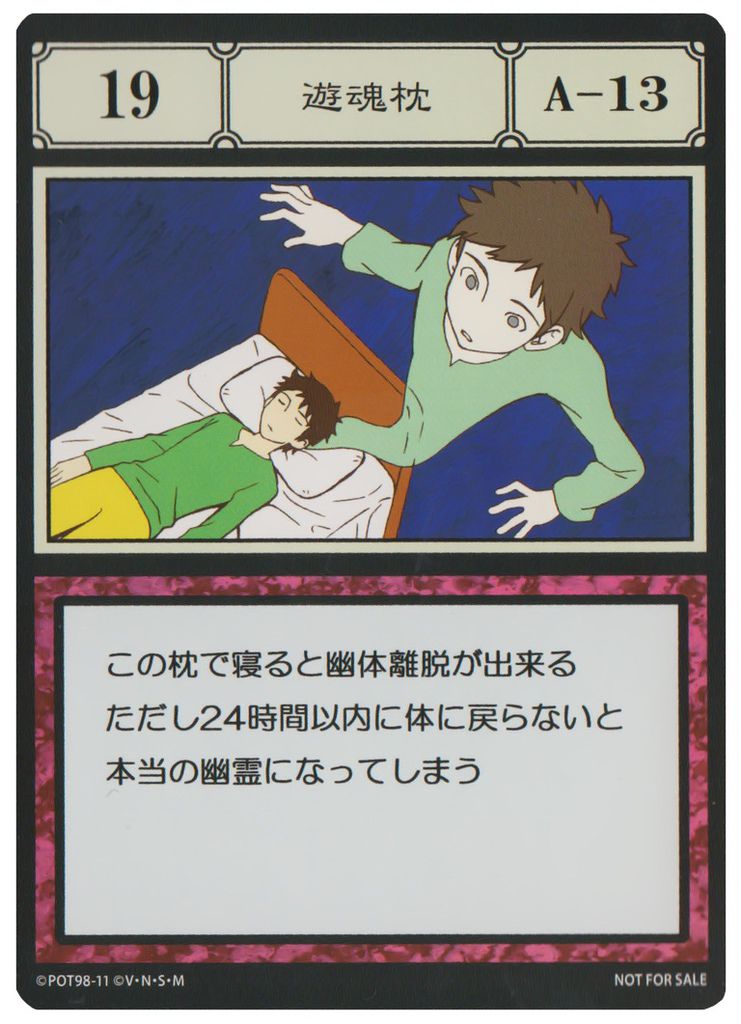 19
遊魂枕
A-13
この枕で寝ると幽体離脱が出来る
ただし24時間以内に体に戻らないと
本当の幽霊になってしまう
©POT98-11 ©V・N・S・M
NOT FOR SALE